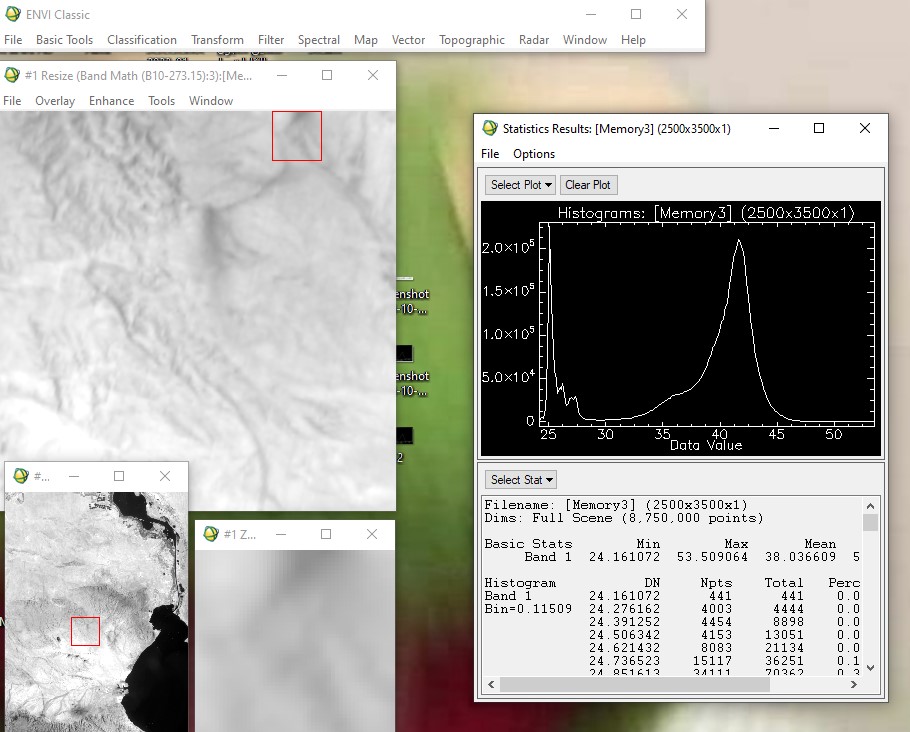 ENVI Classic
File Basic Tools Classification Transform Filter Spectral Map Vector Topographic Radar Window Help
#1 Resize (Band Math (B10-273.15):3):[Me...
File Overlay Enhance Tools Window
enshot
-10-...
enshot
-10-...
2
#...
#1 Z...
Statistics Results: [Memory3] (2500x3500x1)
File Options
Select Plot Clear Plot
Histograms: [Memory3] (2500x3500x1)
2.0×10⁵
1.5×10⁵
1.0×10⁵
5.0×10⁴
0
25 30 35 40 45 50
Data Value
Select Stat
Filename: [Memory3] (2500x3500x1)
Dims: Full Scene (8,750,000 points)
Basic Stats Min Max Mean
Band 1 24.161072 53.509064 38.036609 5
Histogram DN Npts Total Perc
Band 1 24.161072 441 441 0.0
Bin=0.11509 24.276162 4003 4444 0.0
24.391252 4454 8898 0.0
24.506342 4153 13051 0.0
24.621432 8083 21134 0.0
24.736523 15117 36251 0.1
24.851613 34111 70362 0.3